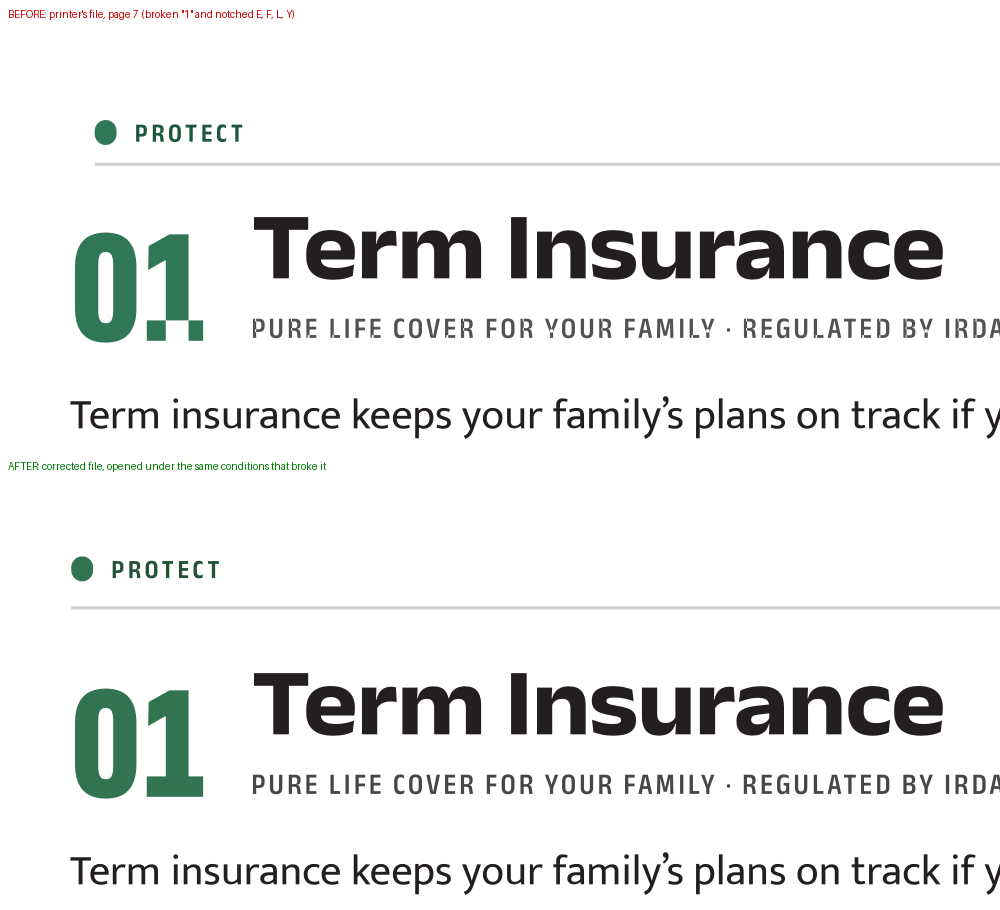 BEFORE: printer's file, page 7 (broken "1" and notched E, F, L, Y)
PROTECT
01 Term Insurance
PURE LIFE COVER FOR YOUR FAMILY · REGULATED BY IRDA
Term insurance keeps your family’s plans on track if y
AFTER: corrected file, opened under the same conditions that broke it
PROTECT
01 Term Insurance
PURE LIFE COVER FOR YOUR FAMILY · REGULATED BY IRDA
Term insurance keeps your family’s plans on track if y